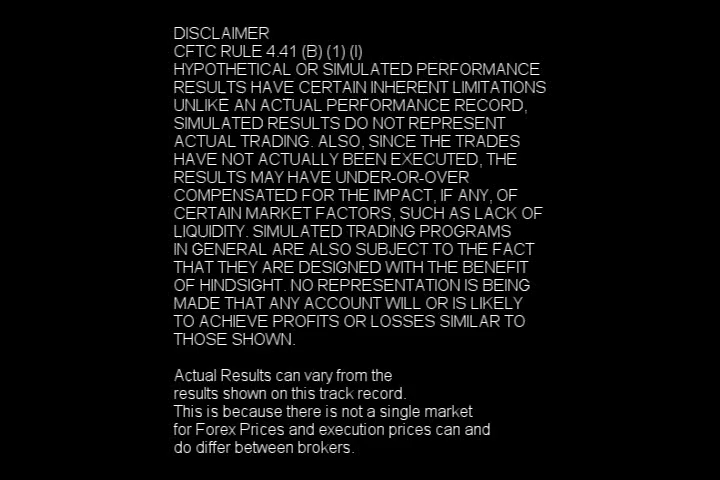 DISCLAIMER
CFTC RULE 4.41 (B) (1) (I)
HYPOTHETICAL OR SIMULATED PERFORMANCE
RESULTS HAVE CERTAIN INHERENT LIMITATIONS
UNLIKE AN ACTUAL PERFORMANCE RECORD,
SIMULATED RESULTS DO NOT REPRESENT
ACTUAL TRADING. ALSO, SINCE THE TRADES
HAVE NOT ACTUALLY BEEN EXECUTED, THE
RESULTS MAY HAVE UNDER-OR-OVER
COMPENSATED FOR THE IMPACT, IF ANY, OF
CERTAIN MARKET FACTORS, SUCH AS LACK OF
LIQUIDITY. SIMULATED TRADING PROGRAMS
IN GENERAL ARE ALSO SUBJECT TO THE FACT
THAT THEY ARE DESIGNED WITH THE BENEFIT
OF HINDSIGHT. NO REPRESENTATION IS BEING
MADE THAT ANY ACCOUNT WILL OR IS LIKELY
TO ACHIEVE PROFITS OR LOSSES SIMILAR TO
THOSE SHOWN.
Actual Results can vary from the
results shown on this track record.
This is because there is not a single market
for Forex Prices and execution prices can and
do differ between brokers.